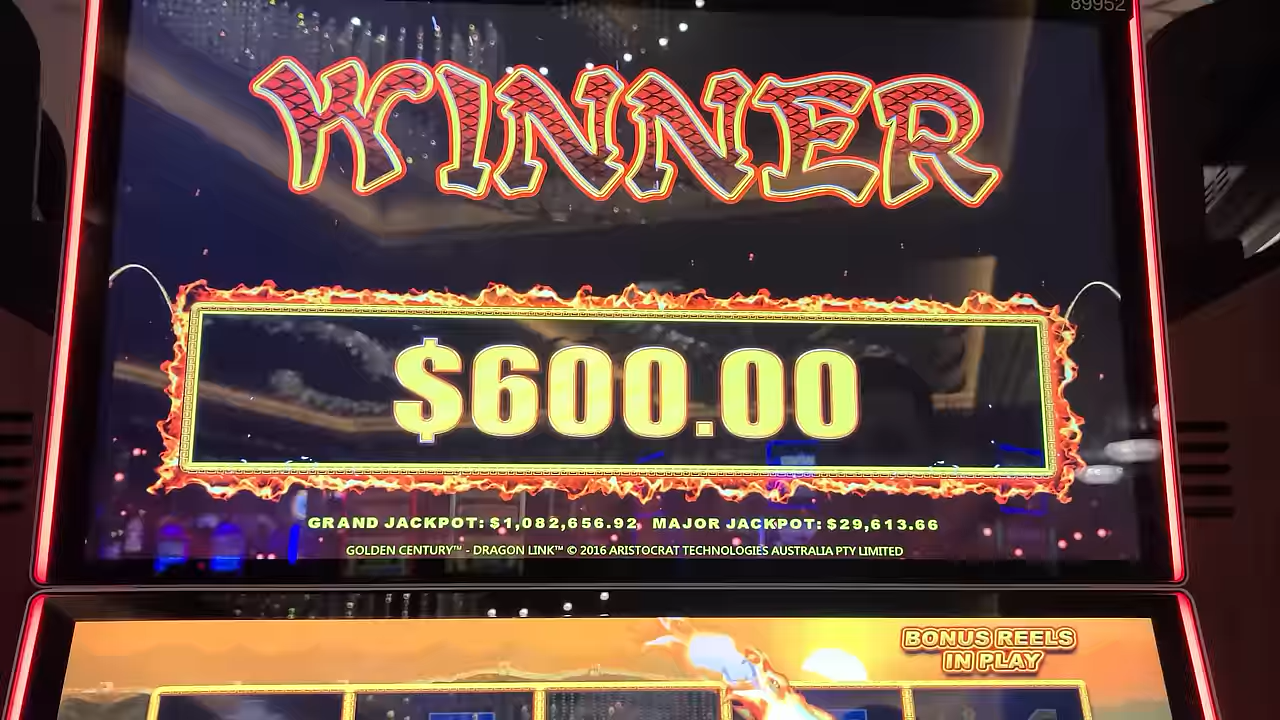 89952
WINNER
$600.00
GRAND JACKPOT: $1,082,656.92 MAJOR JACKPOT: $29,613.66
GOLDEN CENTURY™ - DRAGON LINK™ © 2016 ARISTOCRAT TECHNOLOGIES AUSTRALIA PTY LIMITED
BONUS REELS
IN PLAY